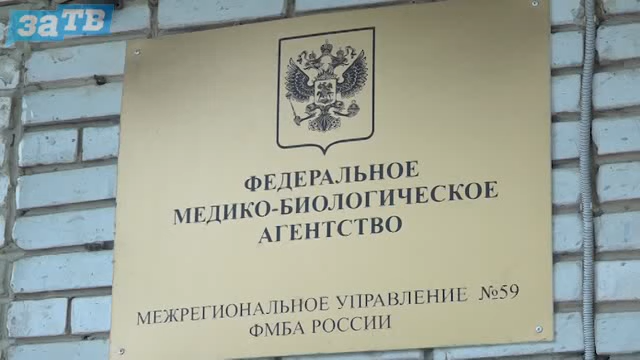 заТВ
ФЕДЕРАЛЬНОЕ
МЕДИКО-БИОЛОГИЧЕСКОЕ
АГЕНТСТВО
МЕЖРЕГИОНАЛЬНОЕ УПРАВЛЕНИЕ №59
ФМБА РОССИИ